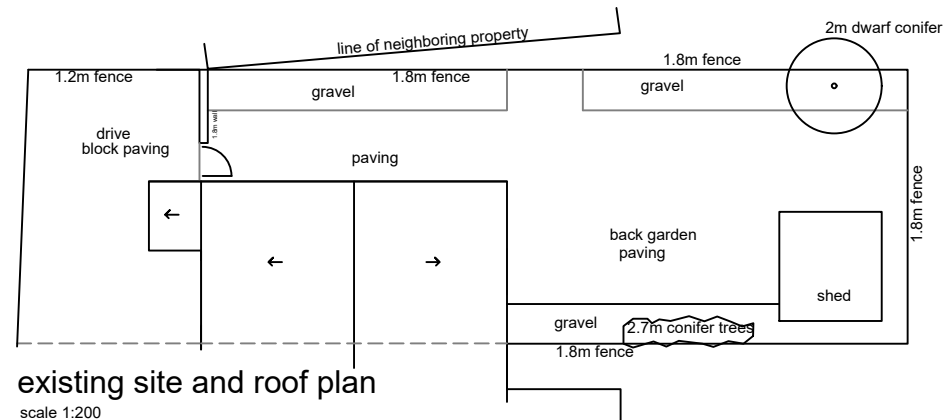 2m dwarf conifer
line of neighboring property
1.8m fence
1.2m fence
1.8m fence
gravel
gravel
1.8m wall
drive
block paving
paving
1.8m fence
back garden
paving
shed
gravel
2.7m conifer trees
1.8m fence
existing site and roof plan
scale 1:200